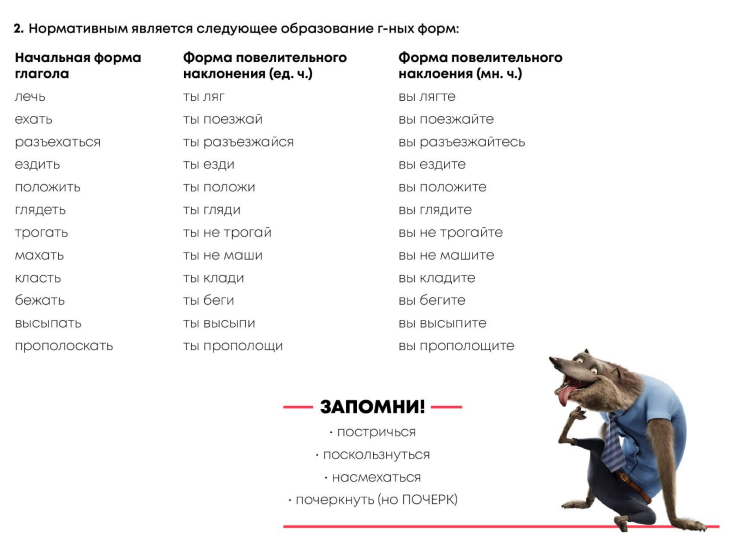 2. Нормативным является следующее образование г-ных форм:
Начальная форма глагола Форма повелительного наклонения (ед. ч.) Форма повелительного наклоения (мн. ч.)
лечь ты ляг вы лягте
ехать ты поезжай вы поезжайте
разъехаться ты разъезжайся вы разъезжайтесь
ездить ты езди вы ездите
положить ты положи вы положите
глядеть ты гляди вы глядите
трогать ты не трогай вы не трогайте
махать ты не маши вы не машите
класть ты клади вы кладите
бежать ты беги вы бегите
высыпать ты высыпи вы высыпите
прополоскать ты прополощи вы прополощите
ЗАПОМНИ!
· постричься
· поскользнуться
· насмехаться
· почеркнуть (но ПОЧЕРК)